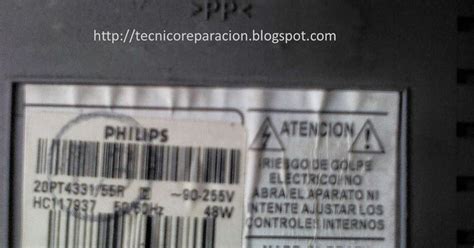 >PP<
http://tecnicoreparacion.blogspot.com/
PHILIPS
20PT4331/55R ~90-255V
HC117937 50/60Hz 48W
ATENCION
RIESGO DE GOLPE
ELECTRICO!NO
ABRA EL APARATO NI
INTENTE AJUSTAR LOS
CONTROLES INTERNOS